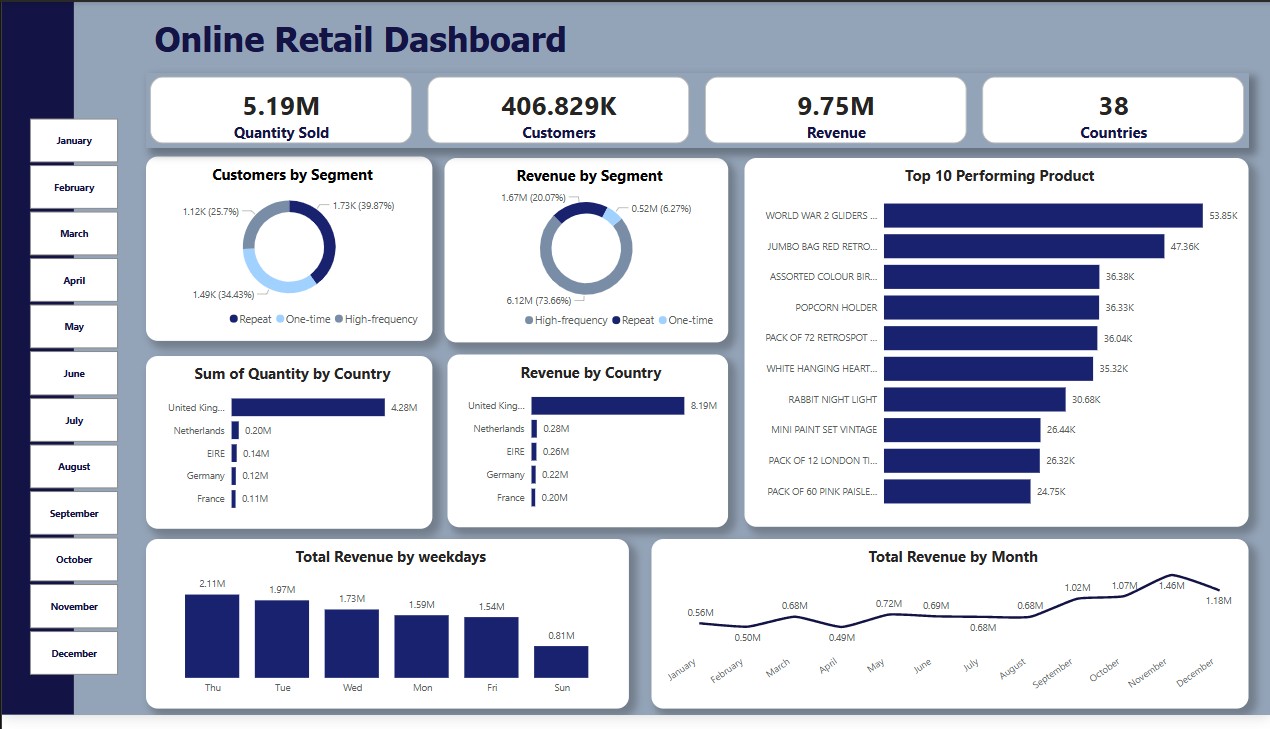 Online Retail Dashboard
5.19M
Quantity Sold
406.829K
Customers
9.75M
Revenue
38
Countries
January
February
March
April
May
June
July
August
September
October
November
December
Customers by Segment
1.12K (25.7%)
1.73K (39.87%)
1.49K (34.43%)
Repeat One-time High-frequency
Revenue by Segment
1.67M (20.07%)
0.52M (6.27%)
6.12M (73.66%)
High-frequency Repeat One-time
Top 10 Performing Product
WORLD WAR 2 GLIDERS ... 53.85K
JUMBO BAG RED RETRO... 47.36K
ASSORTED COLOUR BIR... 36.38K
POPCORN HOLDER 36.33K
PACK OF 72 RETROSPOT ... 36.04K
WHITE HANGING HEART... 35.32K
RABBIT NIGHT LIGHT 30.68K
MINI PAINT SET VINTAGE 26.44K
PACK OF 12 LONDON TI... 26.32K
PACK OF 60 PINK PAISLE... 24.75K
Sum of Quantity by Country
United King... 4.28M
Netherlands 0.20M
EIRE 0.14M
Germany 0.12M
France 0.11M
Revenue by Country
United King... 8.19M
Netherlands 0.28M
EIRE 0.26M
Germany 0.22M
France 0.20M
Total Revenue by weekdays
2.11M 1.97M 1.73M 1.59M 1.54M 0.81M
Thu Tue Wed Mon Fri Sun
Total Revenue by Month
0.56M 0.50M 0.68M 0.49M 0.72M 0.69M 0.68M 0.68M 1.02M 1.07M 1.46M 1.18M
January February March April May June July August September October November December